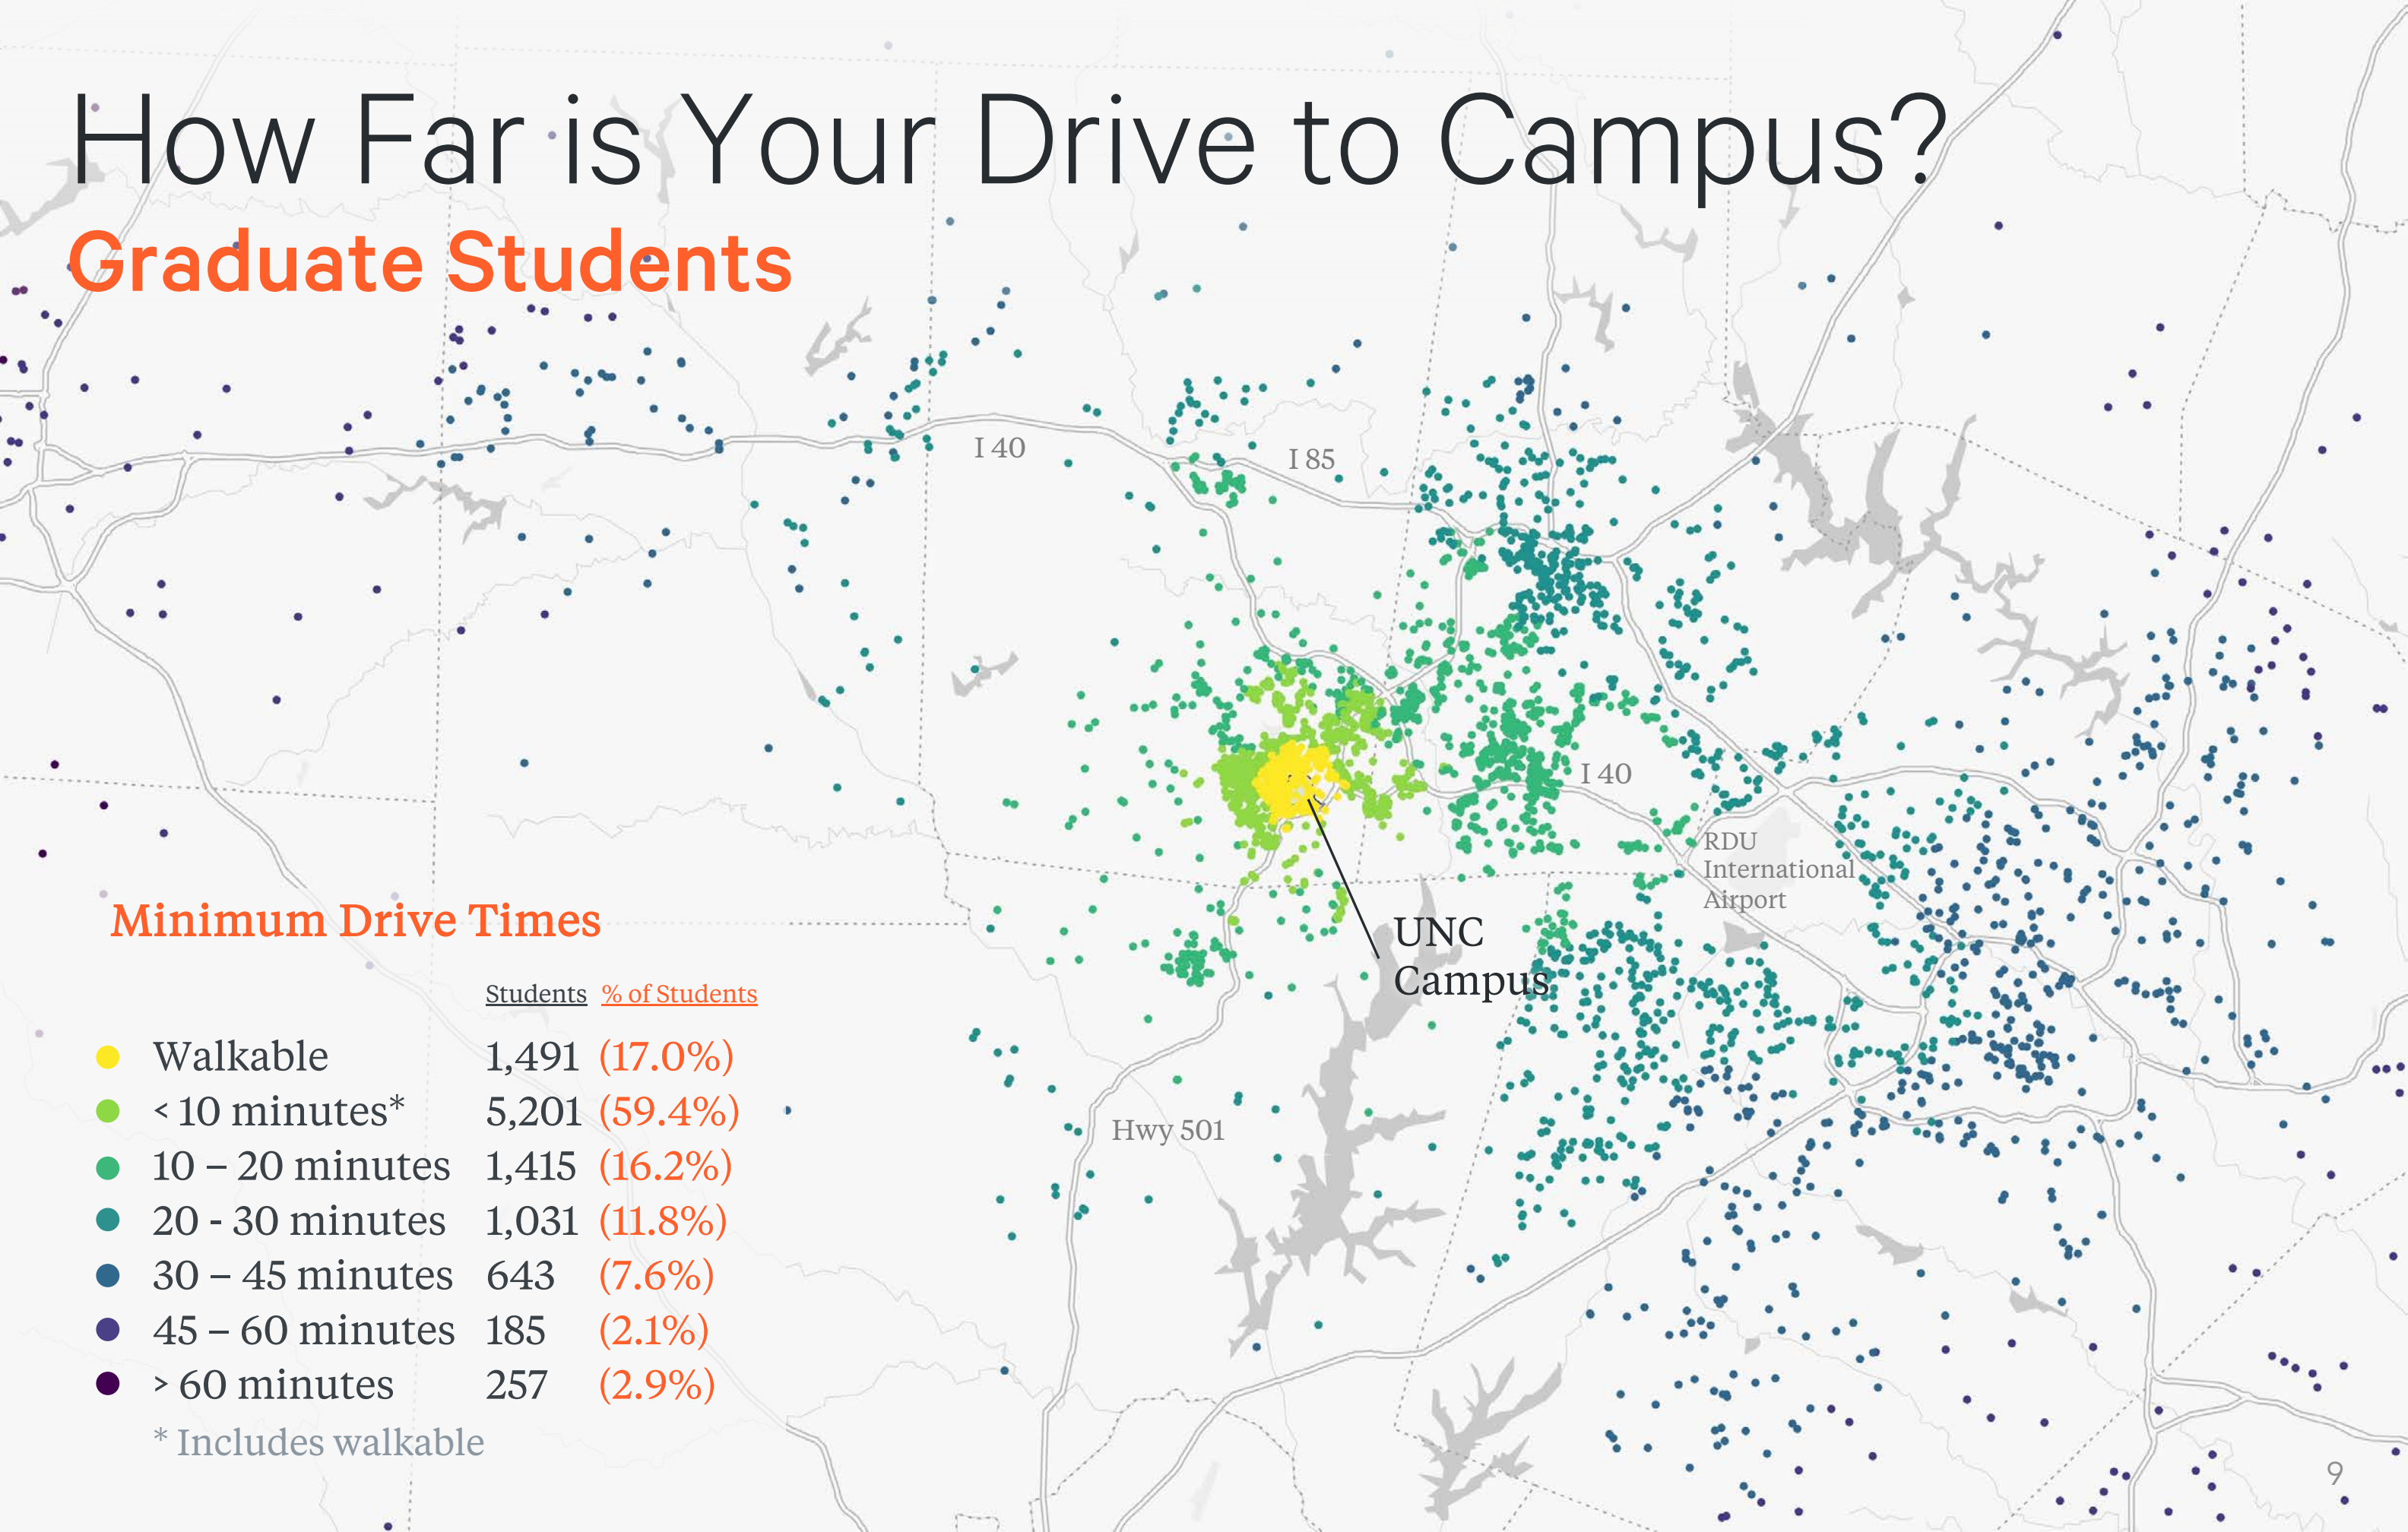 How Far is Your Drive to Campus?
Graduate Students
I 40
I 85
I 40
RDU
International
Airport
UNC
Campus
Hwy 501
Minimum Drive Times
Students % of Students
Walkable 1,491 (17.0%)
< 10 minutes* 5,201 (59.4%)
10 – 20 minutes 1,415 (16.2%)
20 - 30 minutes 1,031 (11.8%)
30 – 45 minutes 643 (7.6%)
45 – 60 minutes 185 (2.1%)
> 60 minutes 257 (2.9%)
* Includes walkable
9